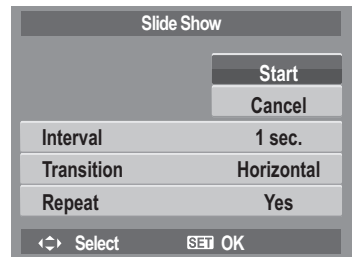 Slide Show
Start
Cancel
Interval 1 sec.
Transition Horizontal
Repeat Yes
Select SET OK